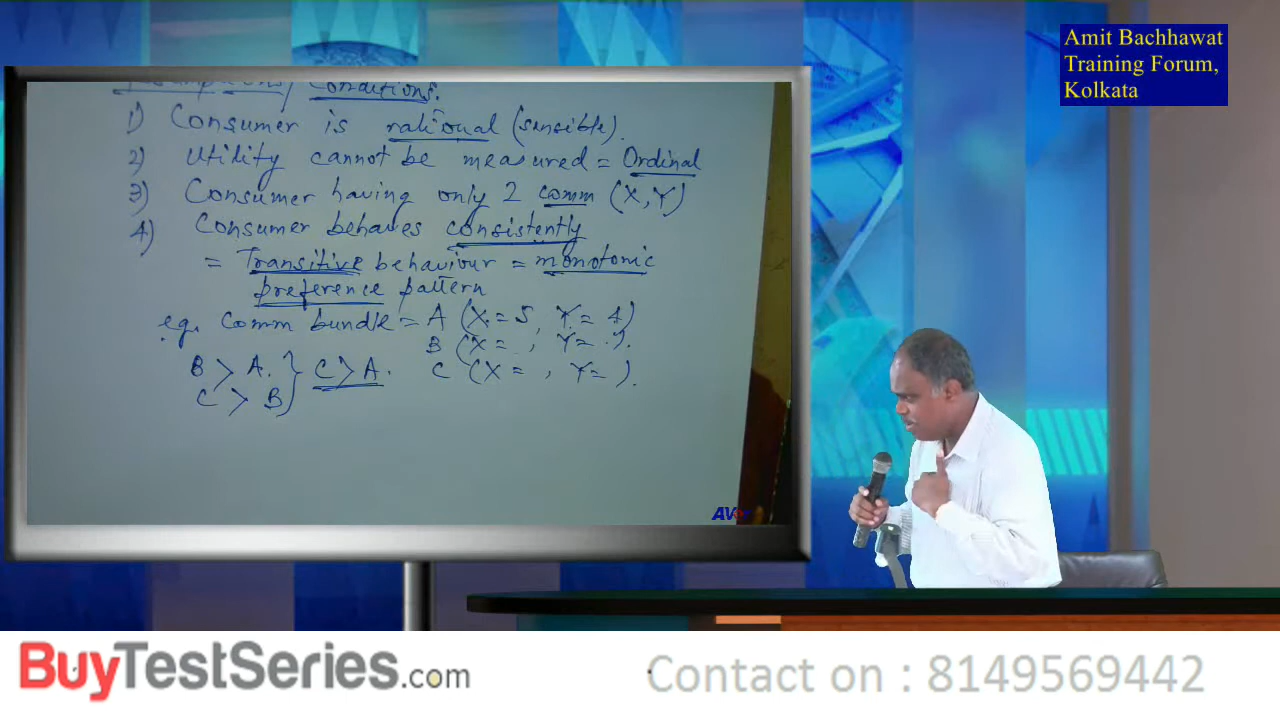 Amit Bachhawat
Training Forum,
Kolkata
Conditions.
1) Consumer is rational (sensible).
2) Utility cannot be measured = Ordinal
3) Consumer having only 2 comm (X, Y)
4) Consumer behaves consistently
= Transitive behaviour = monotonic
preference pattern
e.g. Comm bundle = A (X = 5, Y = 4)
B (X = , Y = ).
C (X = , Y = ).
B > A. } C > A.
C > B
AV
BuyTestSeries.com
Contact on : 8149569442